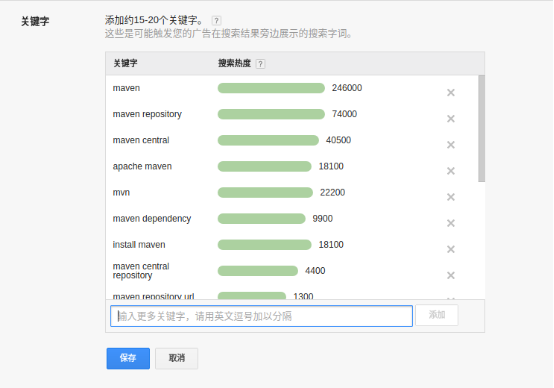 关键字
添加约15-20个关键字。 ?
这些是可能触发您的广告在搜索结果旁边展示的搜索字词。
关键字 搜索热度 ?
maven 246000
maven repository 74000
maven central 40500
apache maven 18100
mvn 22200
maven dependency 9900
install maven 18100
maven central
repository 4400
maven repository url 1300
输入更多关键字，请用英文逗号加以分隔 添加
保存 取消